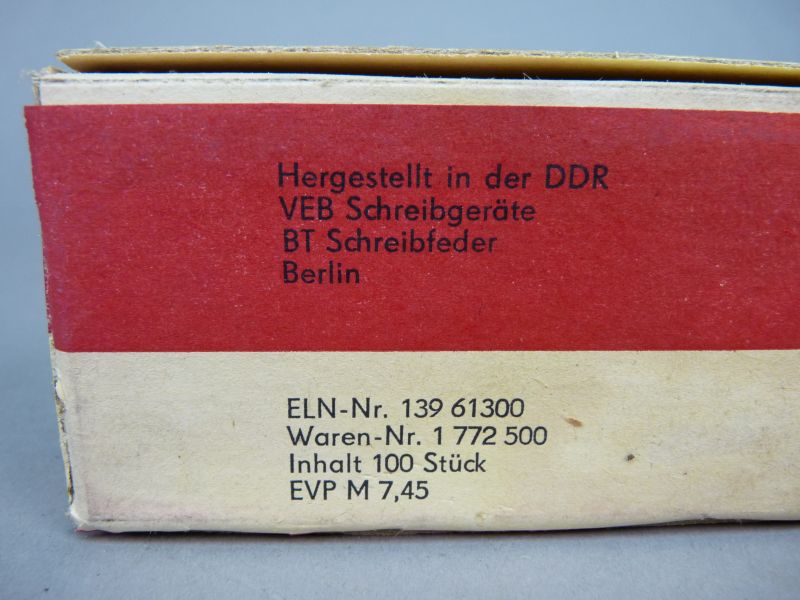 Hergestellt in der DDR
VEB Schreibgeräte
BT Schreibfeder
Berlin
ELN-Nr. 139 61300
Waren-Nr. 1 772 500
Inhalt 100 Stück
EVP M 7,45